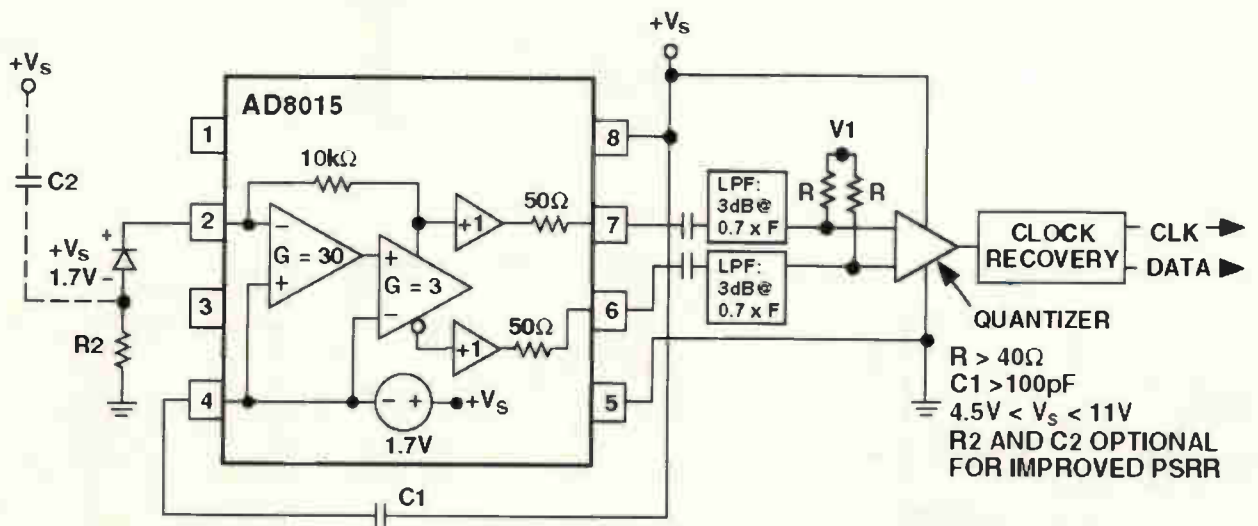 +VS
+VS
AD8015
1
8
V1
10kΩ
C2
50Ω
LPF:
3dB@
0.7 x F
R
R
2
+
+1
7
-
G = 30
+
+
G = 3
-
+VS
1.7V -
3
LPF:
3dB@
0.7 x F
CLOCK
RECOVERY
CLK
DATA
50Ω
6
+1
QUANTIZER
R2
4
- +
+VS
1.7V
5
R > 40Ω
C1 >100pF
4.5V < VS < 11V
R2 AND C2 OPTIONAL
FOR IMPROVED PSRR
C1